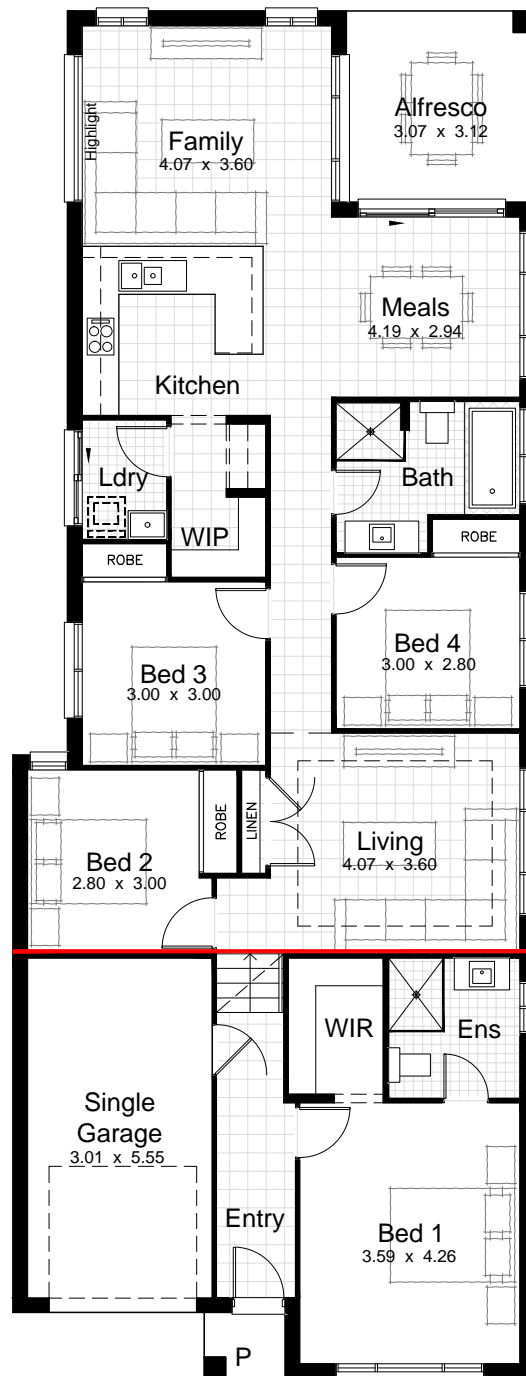 Highlight
Family
4.07 x 3.60
Alfresco
3.07 x 3.12
Meals
4.19 x 2.94
Kitchen
Ldry
WIP
Bath
ROBE
ROBE
Bed 3
3.00 x 3.00
Bed 4
3.00 x 2.80
Bed 2
2.80 x 3.00
ROBE
LINEN
Living
4.07 x 3.60
WIR
Ens
Single
Garage
3.01 x 5.55
Entry
Bed 1
3.59 x 4.26
P